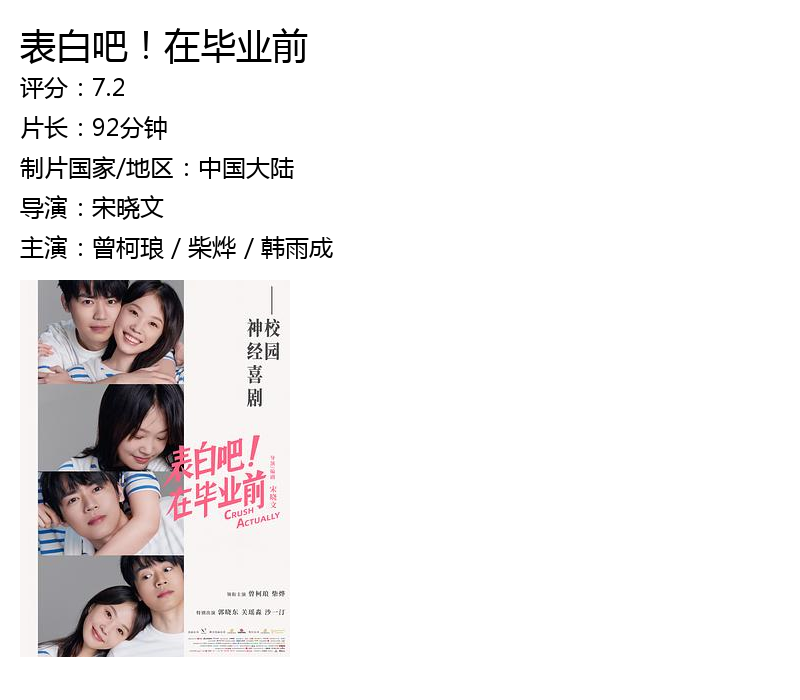 表白吧！在毕业前
评分：7.2
片长：92分钟
制片国家/地区：中国大陆
导演：宋晓文
主演：曾柯琅 / 柴烨 / 韩雨成
——校园
神经喜剧
表白吧！
在毕业前
CRUSH
ACTUALLY
导演/编剧 宋晓文
领衔主演 曾柯琅 柴烨
特别出演 郭晓东 关瑶淼 沙一汀